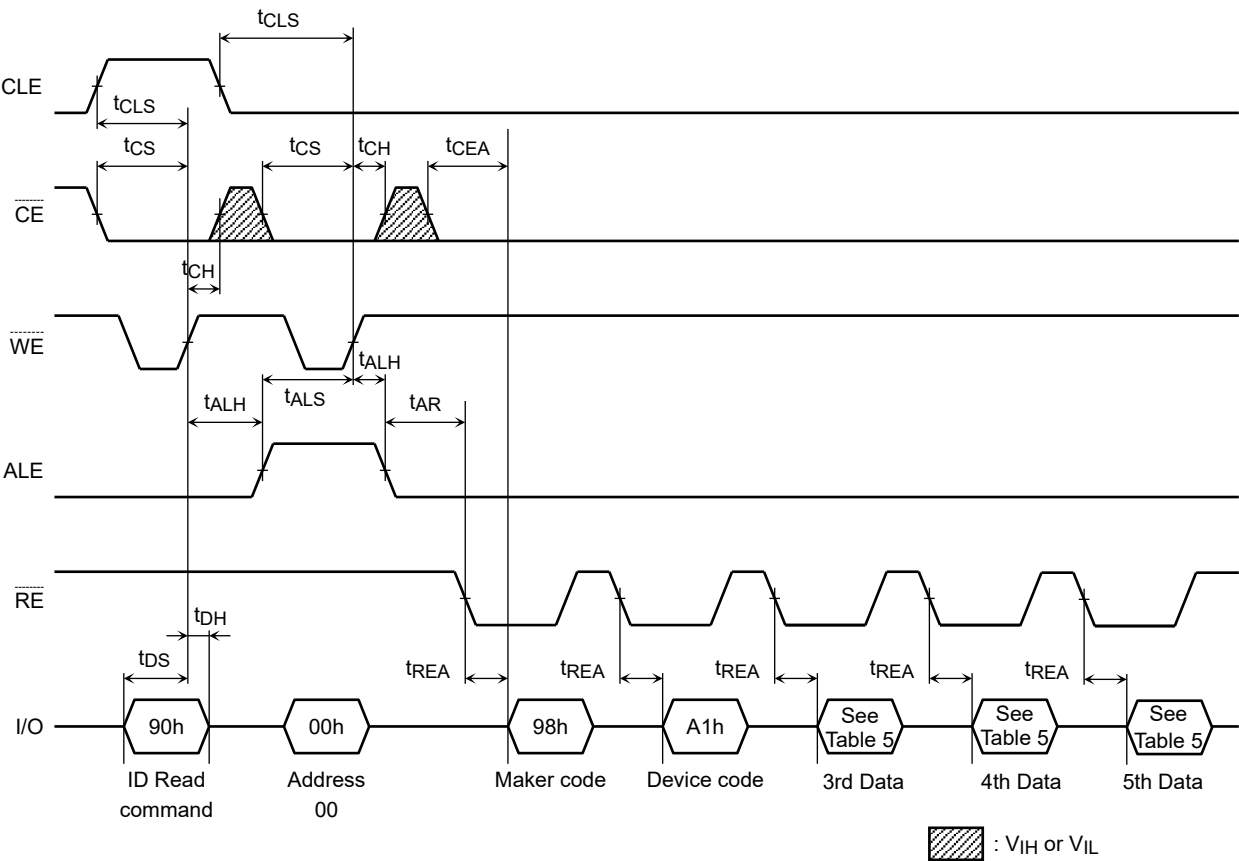 tCLS
CLE
tCLS
tCS tCS tCH tCEA
CE
tCH
WE
tALH
tALH tALS tAR
ALE
RE
tDH
tDS tREA tREA tREA tREA tREA
I/O 90h 00h 98h A1h See Table 5 See Table 5 See Table 5
ID Read command Address 00 Maker code Device code 3rd Data 4th Data 5th Data
: VIH or VIL